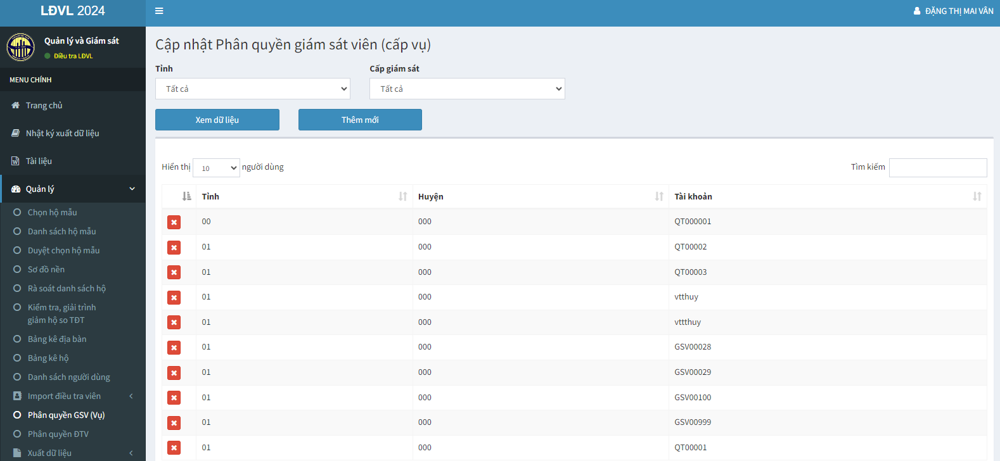 LĐVL 2024
ĐẶNG THỊ MAI VÂN
Quản lý và Giám sát
Điều tra LĐVL
MENU CHÍNH
Trang chủ
Nhật ký xuất dữ liệu
Tài liệu
Quản lý
Chọn hộ mẫu
Danh sách hộ mẫu
Duyệt chọn hộ mẫu
Sơ đồ nền
Rà soát danh sách hộ
Kiểm tra, giải trình
giảm hộ so TĐT
Bảng kê địa bàn
Bảng kê hộ
Danh sách người dùng
Import điều tra viên
Phân quyền GSV (Vụ)
Phân quyền ĐTV
Xuất dữ liệu
Cập nhật Phân quyền giám sát viên (cấp vụ)
Tỉnh Cấp giám sát
Tất cả Tất cả
Xem dữ liệu Thêm mới
Hiển thị 10 người dùng Tìm kiếm
Tỉnh Huyện Tài khoản
00 000 QT000001
01 000 QT00002
01 000 QT00003
01 000 vtthuy
01 000 vttthuy
01 000 GSV00028
01 000 GSV00029
01 000 GSV00100
01 000 GSV00999
01 000 QT00001